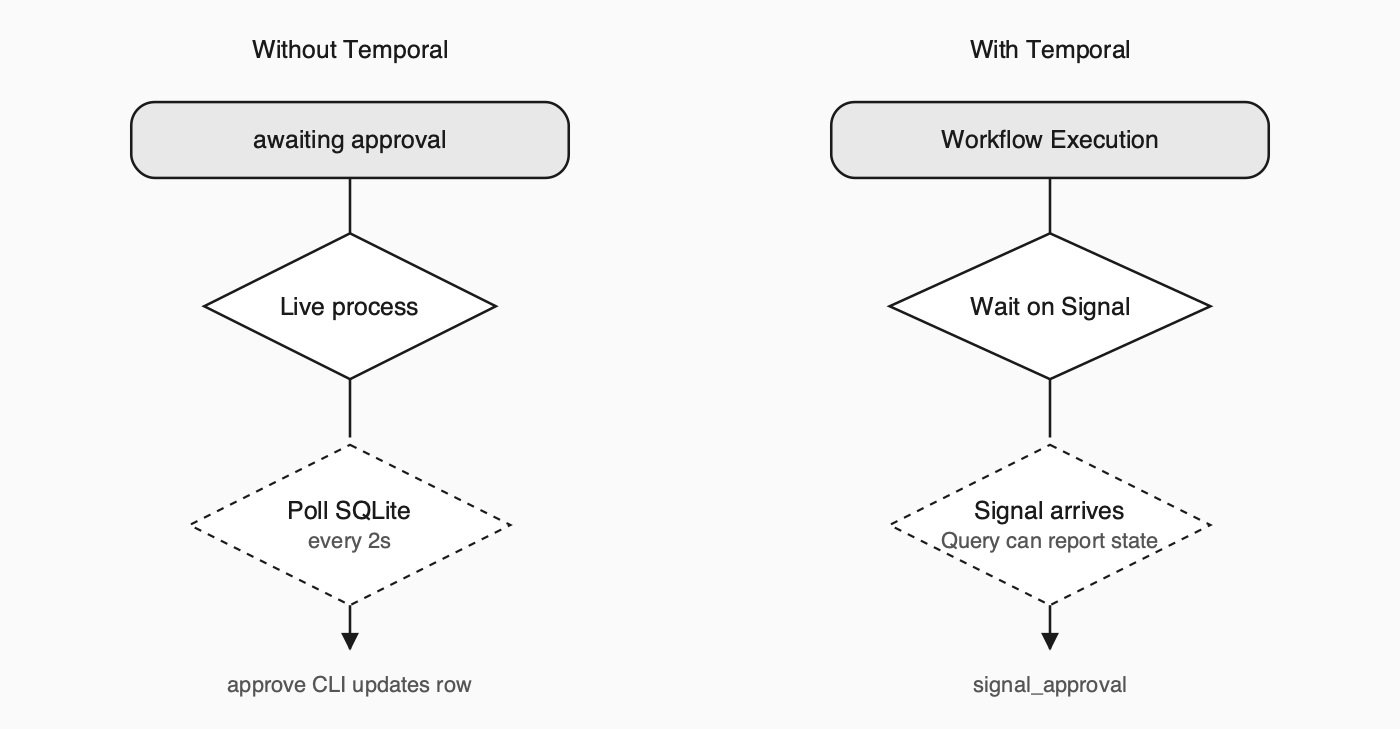 Without Temporal
awaiting approval
Live process
Poll SQLite
every 2s
approve CLI updates row
With Temporal
Workflow Execution
Wait on Signal
Signal arrives
Query can report state
signal_approval